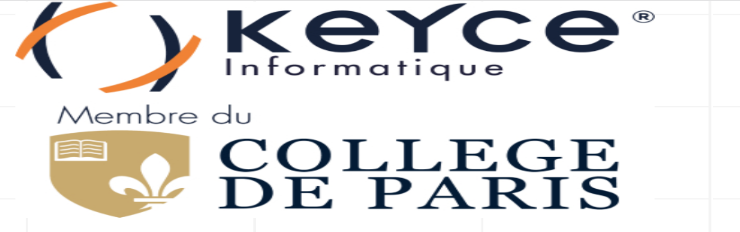 KEYCE®
Informatique
Membre du
COLLEGE
DE PARIS